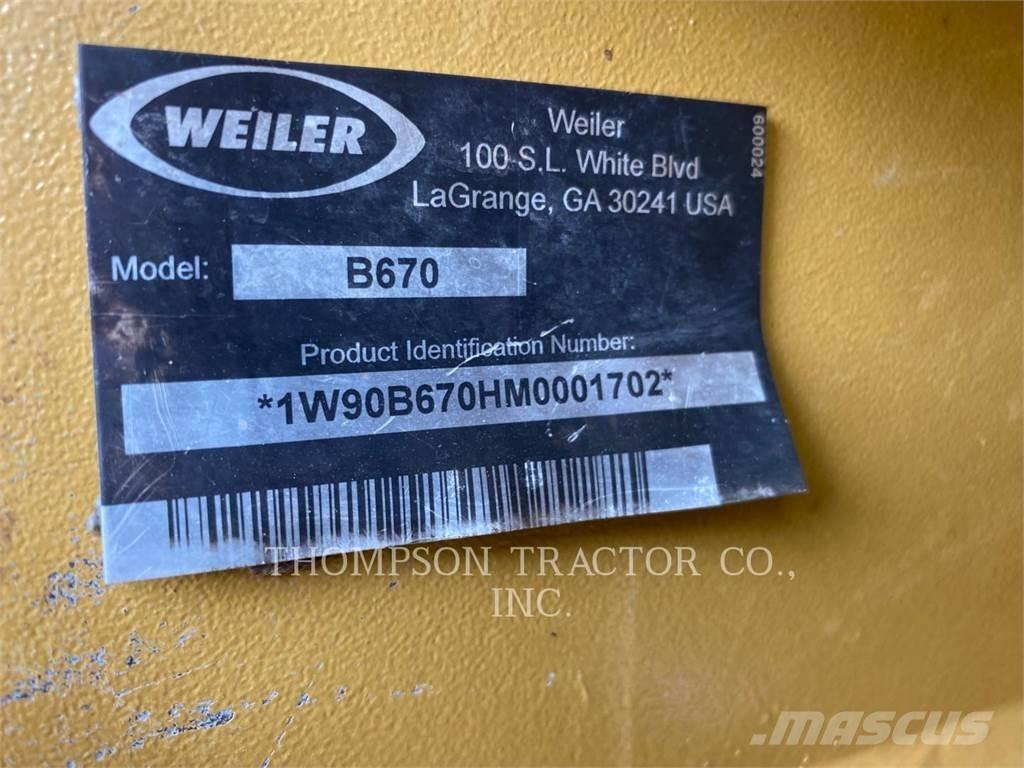 WEILER
Weiler
100 S.L. White Blvd
LaGrange, GA 30241 USA
600024
Model: B670
Product Identification Number:
*1W90B670HM0001702*
THOMPSON TRACTOR CO.,
INC.
MASCUS